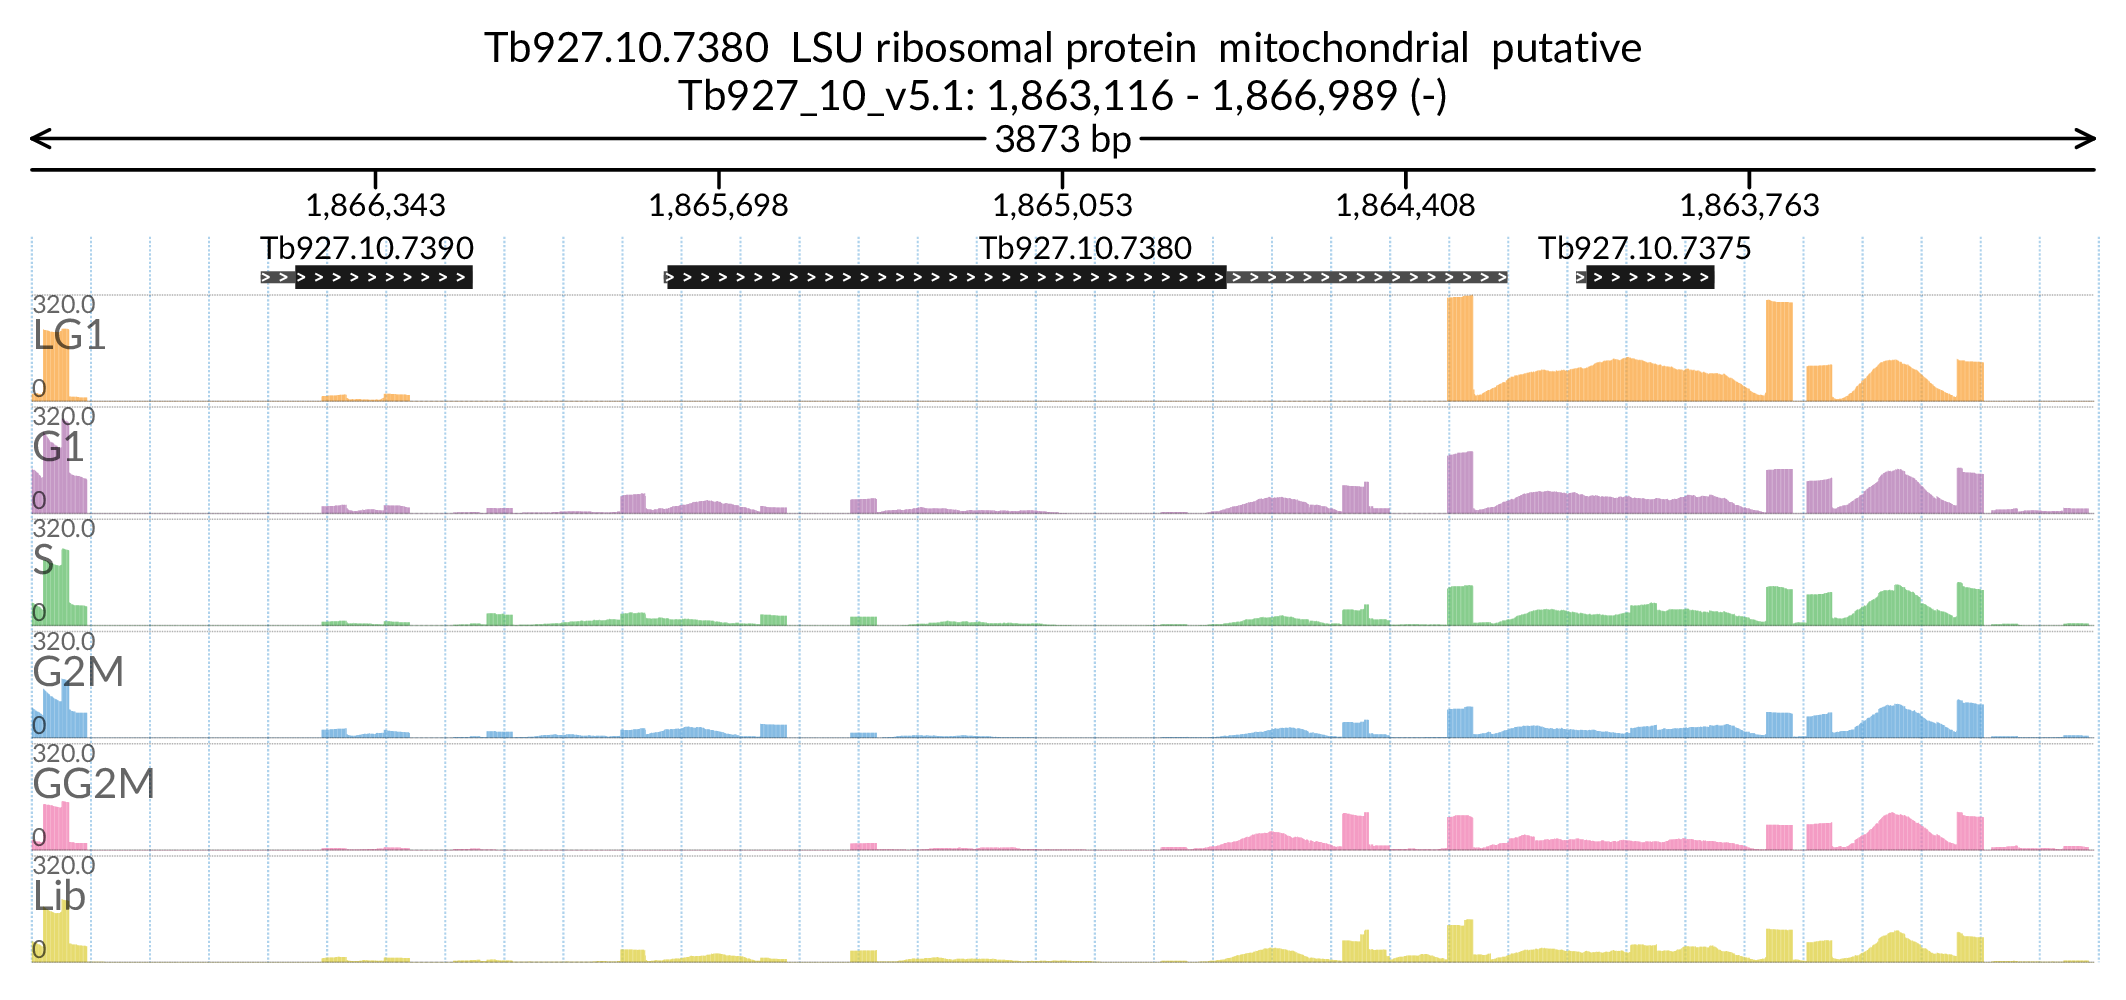 Tb927.10.7380 LSU ribosomal protein mitochondrial putative
Tb927_10_v5.1: 1,863,116 - 1,866,989 (-)
3873 bp
1,866,343 1,865,698 1,865,053 1,864,408 1,863,763
Tb927.10.7390 Tb927.10.7380 Tb927.10.7375
320.0
LG1
0
320.0
G1
0
320.0
S
0
320.0
G2M
0
320.0
GG2M
0
320.0
Lib
0